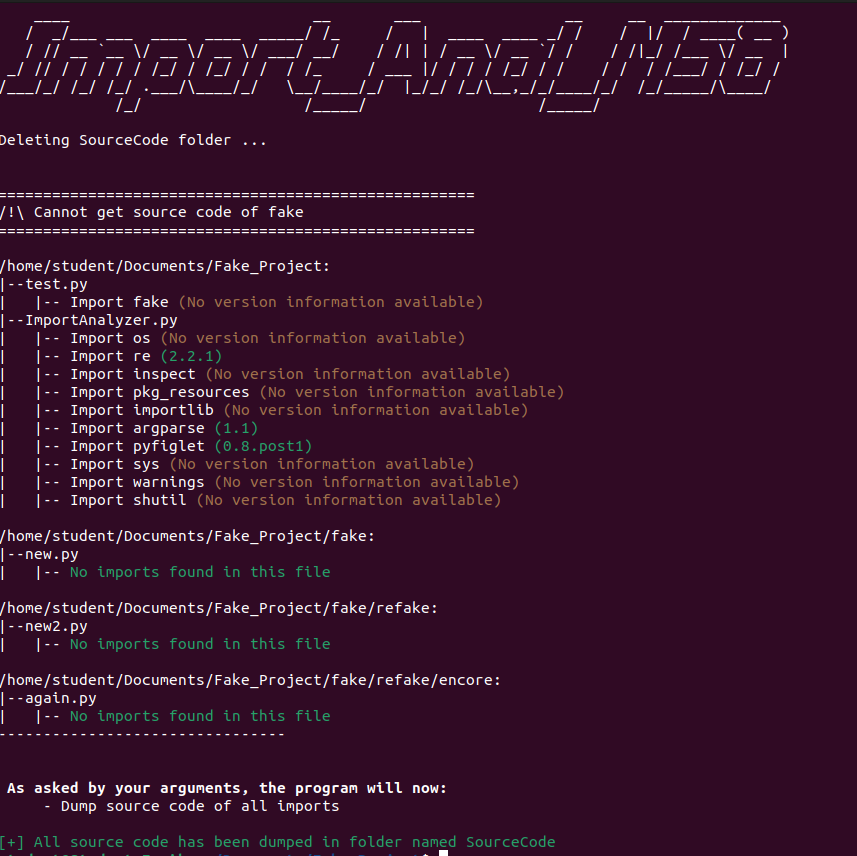 Deleting SourceCode folder ...
=====================================================
/!\ Cannot get source code of fake
=====================================================
/home/student/Documents/Fake_Project:
|--test.py
|   |-- Import fake (No version information available)
|--ImportAnalyzer.py
|   |-- Import os (No version information available)
|   |-- Import re (2.2.1)
|   |-- Import inspect (No version information available)
|   |-- Import pkg_resources (No version information available)
|   |-- Import importlib (No version information available)
|   |-- Import argparse (1.1)
|   |-- Import pyfiglet (0.8.post1)
|   |-- Import sys (No version information available)
|   |-- Import warnings (No version information available)
|   |-- Import shutil (No version information available)
/home/student/Documents/Fake_Project/fake:
|--new.py
|   |-- No imports found in this file
/home/student/Documents/Fake_Project/fake/refake:
|--new2.py
|   |-- No imports found in this file
/home/student/Documents/Fake_Project/fake/refake/encore:
|--again.py
|   |-- No imports found in this file
--------------------------------
As asked by your arguments, the program will now:
- Dump source code of all imports
[+] All source code has been dumped in folder named SourceCode